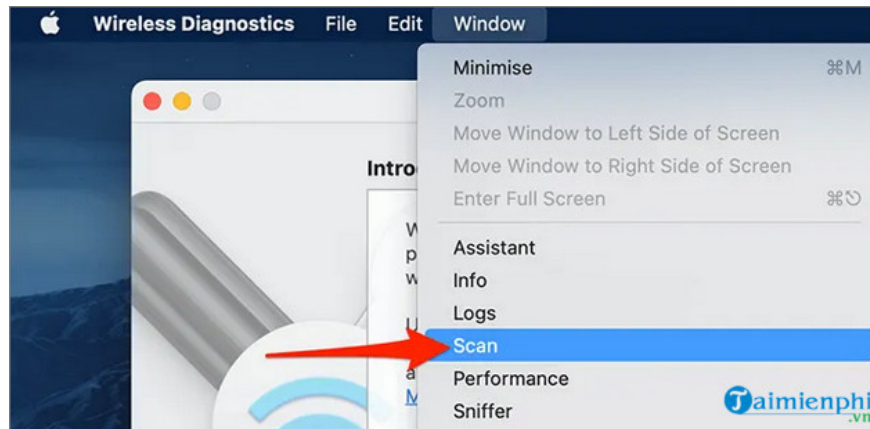 Wireless Diagnostics File Edit Window
Minimise ⌘M
Zoom
Move Window to Left Side of Screen
Move Window to Right Side of Screen
Intro
Enter Full Screen
Assistant
Info
Logs
Scan
Performance
Sniffer
Taimienphi
.vn